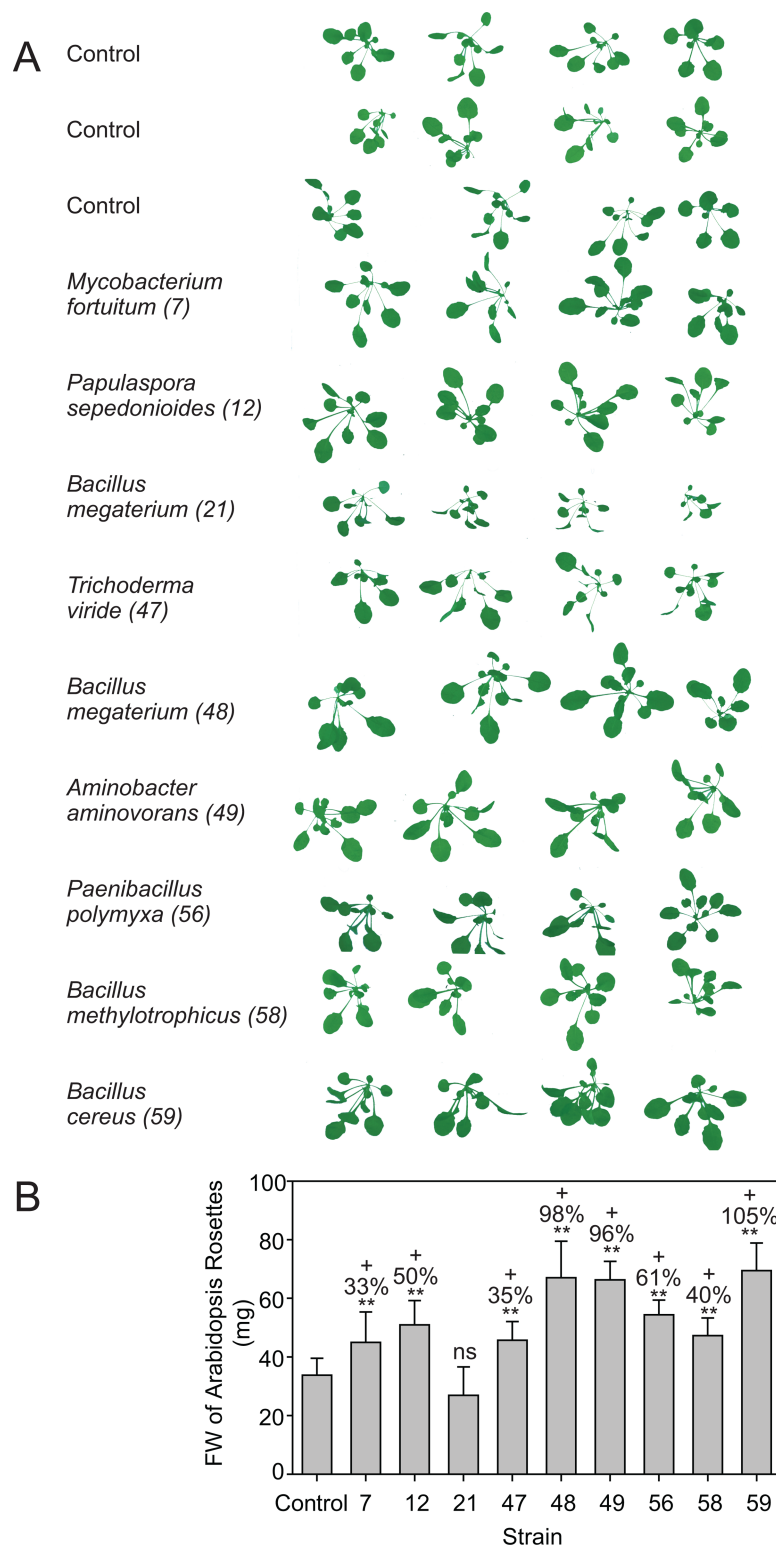 A
Control
Control
Control
Mycobacterium
fortuitum (7)
Papulaspora
sepedonioides (12)
Bacillus
megaterium (21)
Trichoderma
viride (47)
Bacillus
megaterium (48)
Aminobacter
aminovorans (49)
Paenibacillus
polymyxa (56)
Bacillus
methylotrophicus (58)
Bacillus
cereus (59)
B
FW of Arabidopsis Rosettes
(mg)
100
80
60
40
20
0
+
33%
**
+
50%
**
ns
+
35%
**
+
98%
**
+
96%
**
+
61%
**
+
40%
**
+
105%
**
Control 7 12 21 47 48 49 56 58 59
Strain